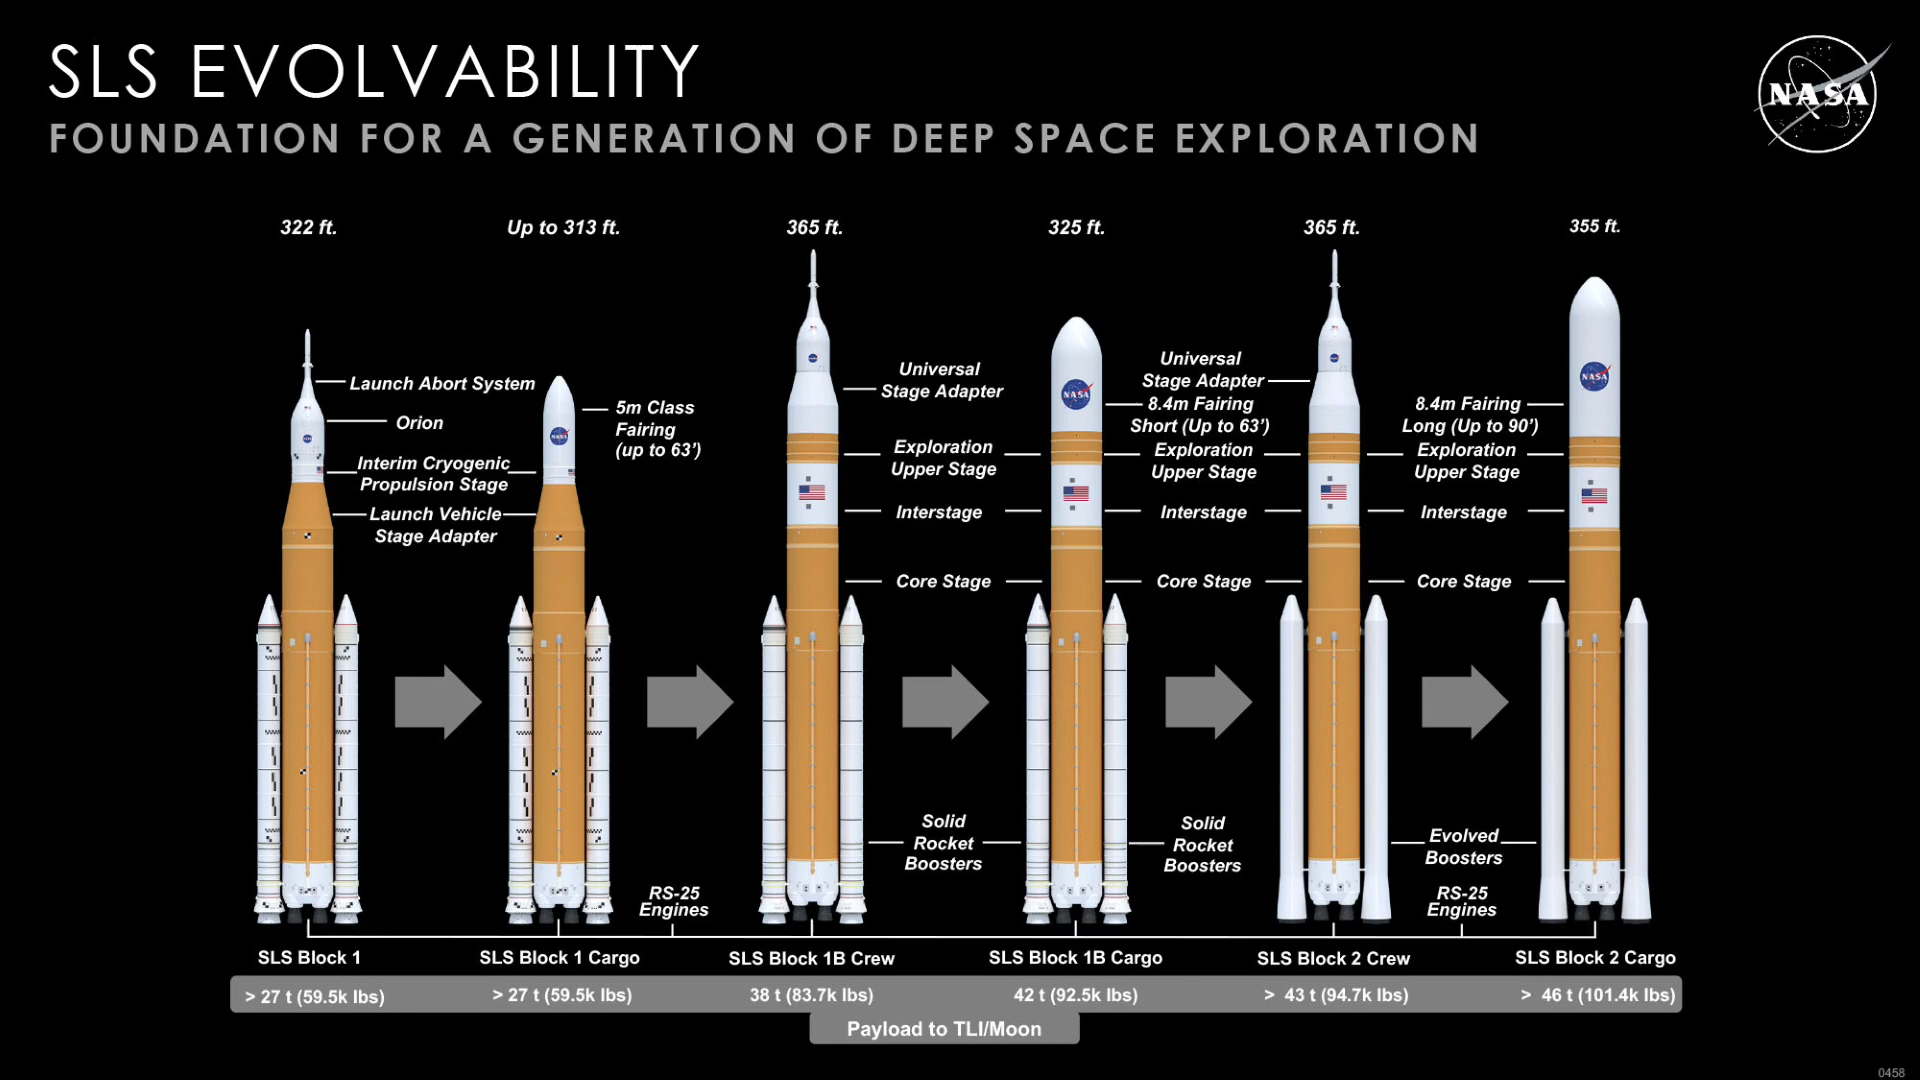 SLS EVOLVABILITY
FOUNDATION FOR A GENERATION OF DEEP SPACE EXPLORATION
NASA
322 ft.
Up to 313 ft.
365 ft.
325 ft.
365 ft.
355 ft.
Launch Abort System
Orion
Interim Cryogenic
Propulsion Stage
Launch Vehicle
Stage Adapter
NASA
5m Class
Fairing
(up to 63’)
Universal
Stage Adapter
Exploration
Upper Stage
Interstage
Core Stage
Solid
Rocket
Boosters
NASA
Universal
Stage Adapter
8.4m Fairing
Short (Up to 63’)
Exploration
Upper Stage
Interstage
Core Stage
Solid
Rocket
Boosters
8.4m Fairing
Long (Up to 90’)
Exploration
Upper Stage
Interstage
Core Stage
Evolved
Boosters
NASA
RS-25
Engines
RS-25
Engines
SLS Block 1
SLS Block 1 Cargo
SLS Block 1B Crew
SLS Block 1B Cargo
SLS Block 2 Crew
SLS Block 2 Cargo
> 27 t (59.5k lbs)
> 27 t (59.5k lbs)
38 t (83.7k lbs)
42 t (92.5k lbs)
> 43 t (94.7k lbs)
> 46 t (101.4k lbs)
Payload to TLI/Moon
0458